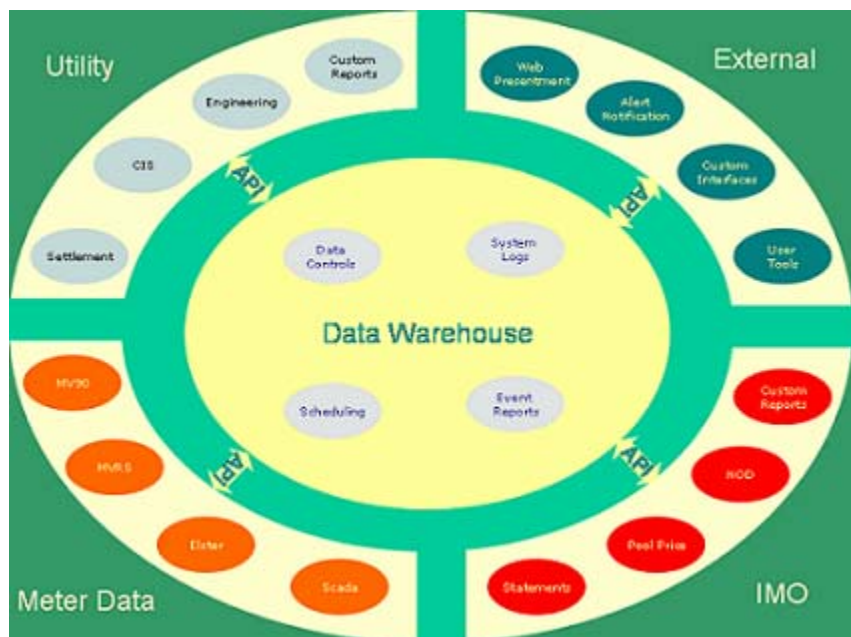 Utility
External
Custom
Reports
Engineering
CIS
Settlement
Web
Presentment
Alert
Notification
Custom
Interfaces
User
Tools
API
API
Data
Controls
System
Logs
Data Warehouse
Scheduling
Event
Reports
API
API
MV90
MVRS
Elster
Scada
Custom
Reports
Pool Price
Statements
Meter Data
IMO